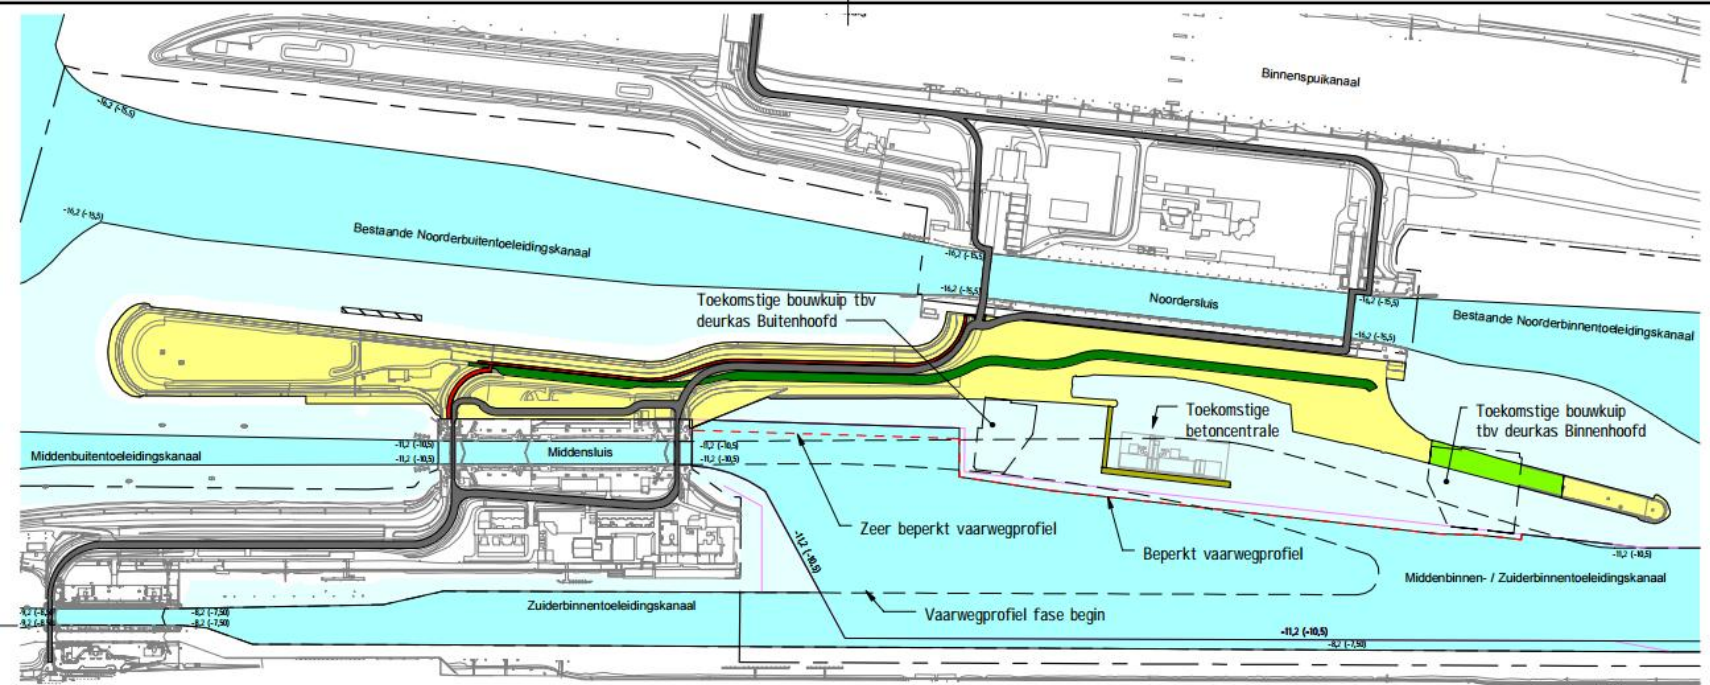 Binnenspuikanaal
-16,2 (-15,5)
-16,2 (-15,5)
Bestaande Noorderbuitentoeleidingskanaal
-16,2 (-15,5)
-16,2 (-15,5)
Noordersluis
-16,2 (-15,5)
-16,2 (-15,5)
Bestaande Noorderbinnentoeleidingskanaal
Toekomstige bouwkuip tbv
deurkas Buitenhoofd
Toekomstige
betoncentrale
Toekomstige bouwkuip
tbv deurkas Binnenhoofd
Middenbuitentoeleidingskanaal
-11,2 (-10,5)
-11,2 (-10,5)
Middensluis
-11,2 (-10,5)
-11,2 (-10,5)
Zeer beperkt vaarwegprofiel
-11,2 (-10,5)
Beperkt vaarwegprofiel
-11,2 (-10,5)
Middenbinnen- / Zuiderbinnentoeleidingskanaal
Zuiderbinnentoeleidingskanaal
Vaarwegprofiel fase begin
-8,2 (-7,50)
-8,2 (-7,50)
-11,2 (-10,5)
-8,2 (-7,50)